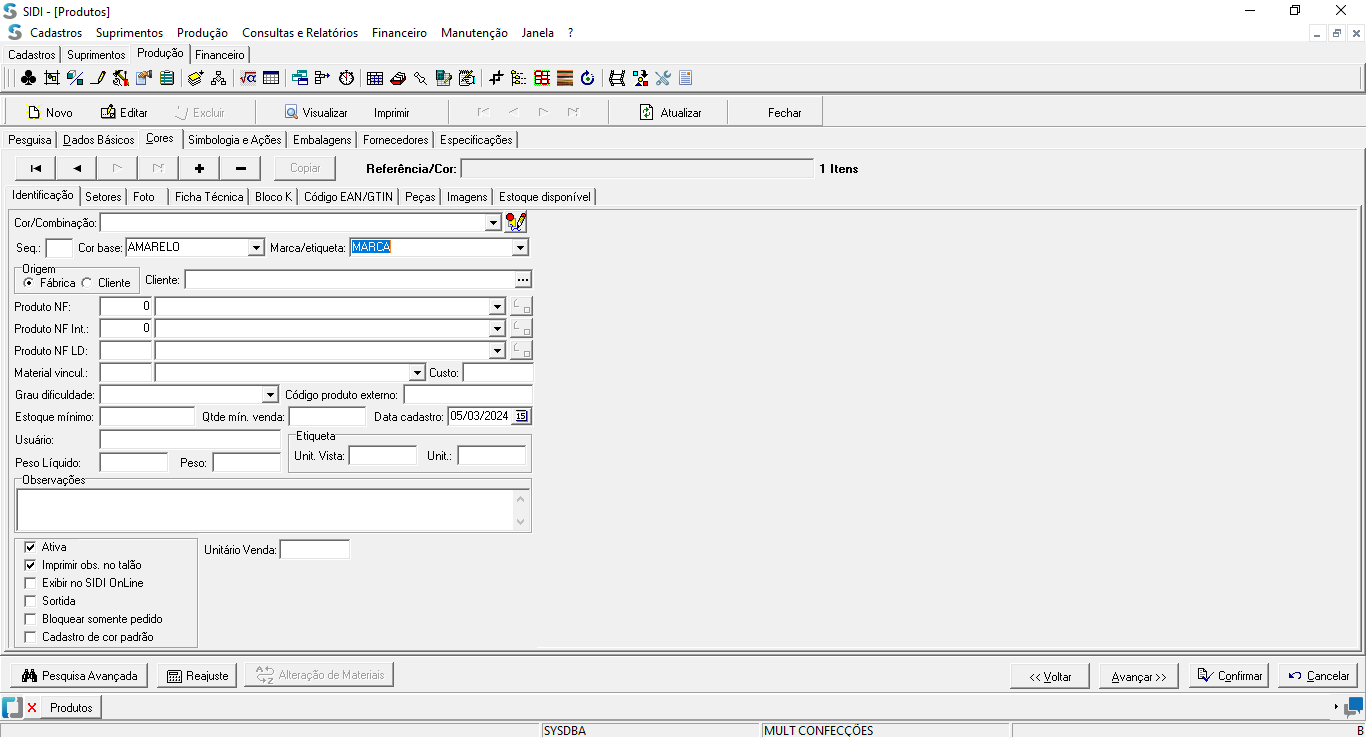 SIDI - [Produtos]
Cadastros Suprimentos Produção Consultas e Relatórios Financeiro Manutenção Janela ?
Cadastros Suprimentos Produção Financeiro
Novo Editar Excluir Visualizar Imprimir Atualizar Fechar
Pesquisa Dados Básicos Cores Simbologia e Ações Embalagens Fornecedores Especificações
Copiar Referência/Cor: 1 Itens
Identificação Setores Foto Ficha Técnica Bloco K Código EAN/GTIN Peças Imagens Estoque disponível
Cor/Combinação:
Seq.: Cor base: AMARELO Marca/etiqueta: MARCA
Origem
Fábrica Cliente Cliente: ...
Produto NF: 0
Produto NF Int.: 0
Produto NF LD:
Material vincul.: Custo:
Grau dificuldade: Código produto externo:
Estoque mínimo: Qtde mín. venda: Data cadastro: 05/03/2024 15
Usuário: Etiqueta
Peso Líquido: Peso: Unit. Vista: Unit.:
Observações
Ativa Unitário Venda:
Imprimir obs. no talão
Exibir no SIDI OnLine
Sortida
Bloquear somente pedido
Cadastro de cor padrão
Pesquisa Avançada Reajuste Alteração de Materiais << Voltar Avançar >> Confirmar Cancelar
Produtos
SYSDBA MULT CONFECÇÕES B